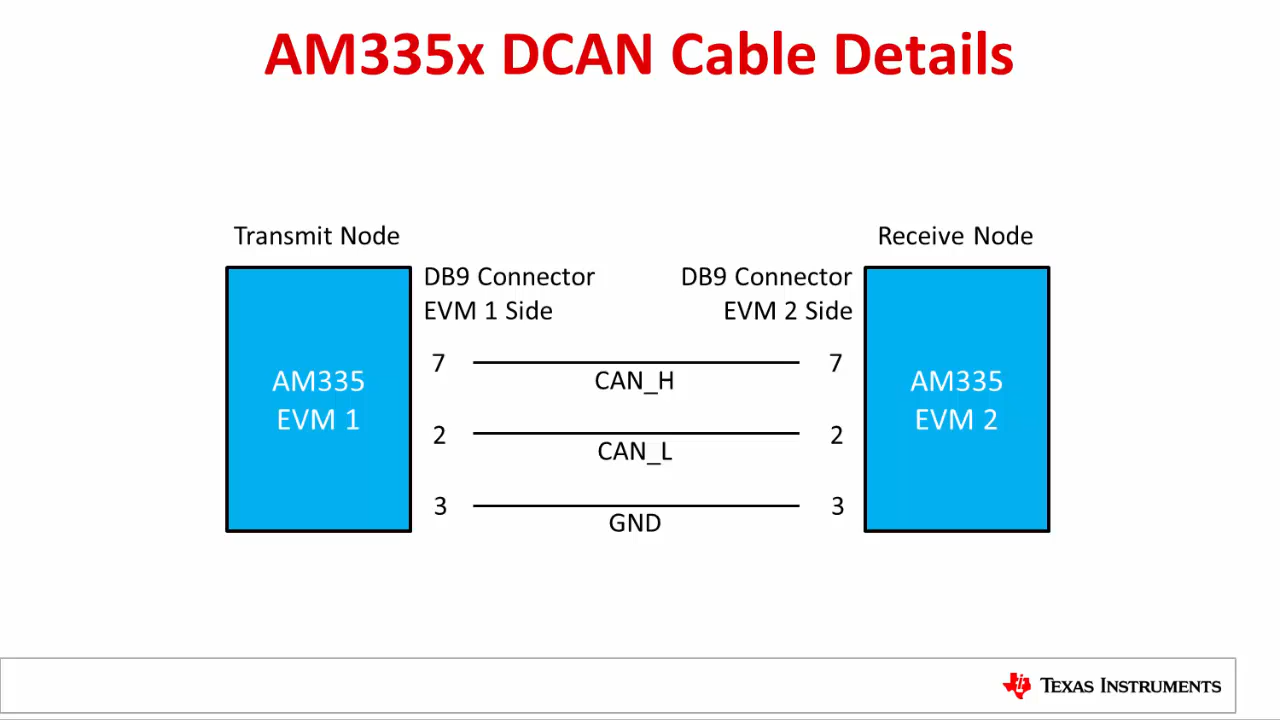 AM335x DCAN Cable Details
Transmit Node
Receive Node
DB9 Connector
EVM 1 Side
DB9 Connector
EVM 2 Side
AM335
EVM 1
7
CAN_H
7
2
CAN_L
2
3
GND
3
AM335
EVM 2
TEXAS INSTRUMENTS